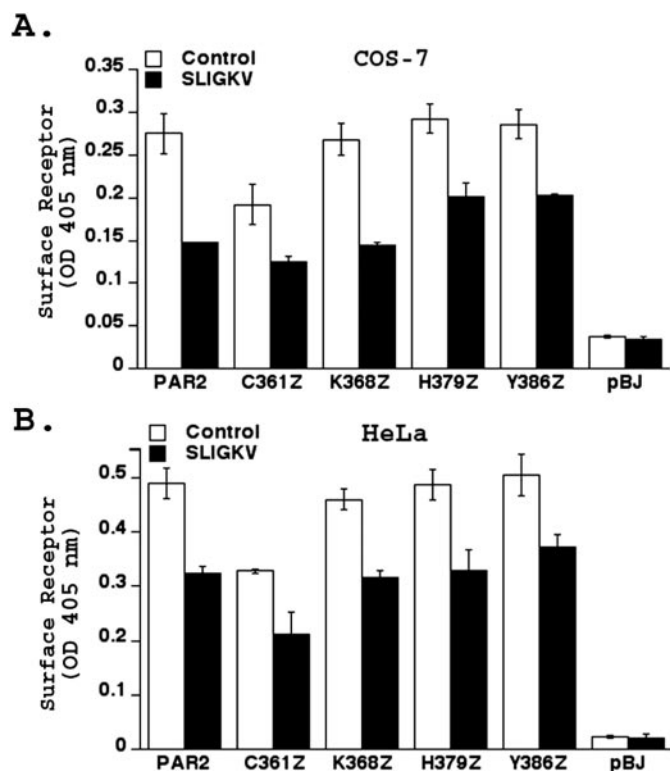 A.
COS-7
Control
SLIGKV
Surface Receptor
(OD 405 nm)
0.35
0.3
0.25
0.2
0.15
0.1
0.05
0
PAR2 C361Z K368Z H379Z Y386Z pBJ
B.
HeLa
Control
SLIGKV
Surface Receptor
(OD 405 nm)
0.5
0.4
0.3
0.2
0.1
0
PAR2 C361Z K368Z H379Z Y386Z pBJ